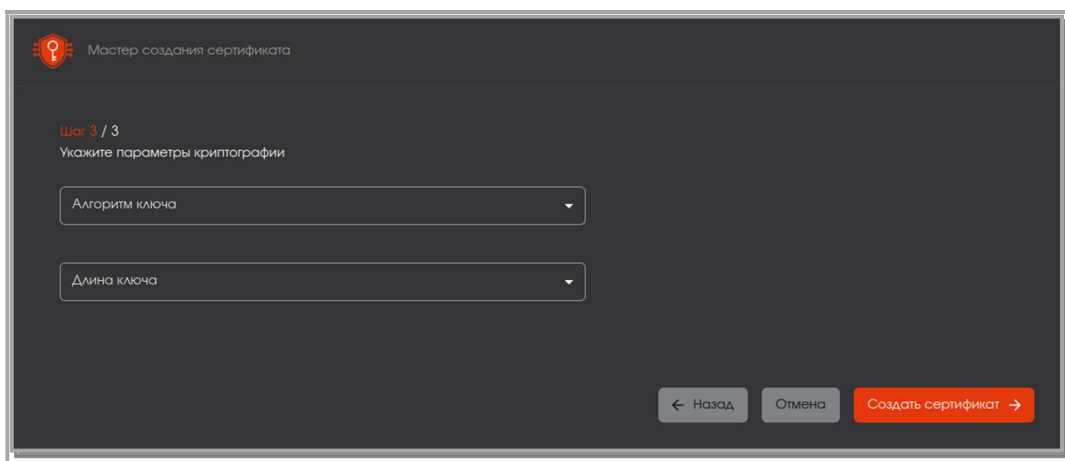 Мастер создания сертификата
Шаг 3 / 3
Укажите параметры криптографии
Алгоритм ключа
Длина ключа
← Назад Отмена Создать сертификат →